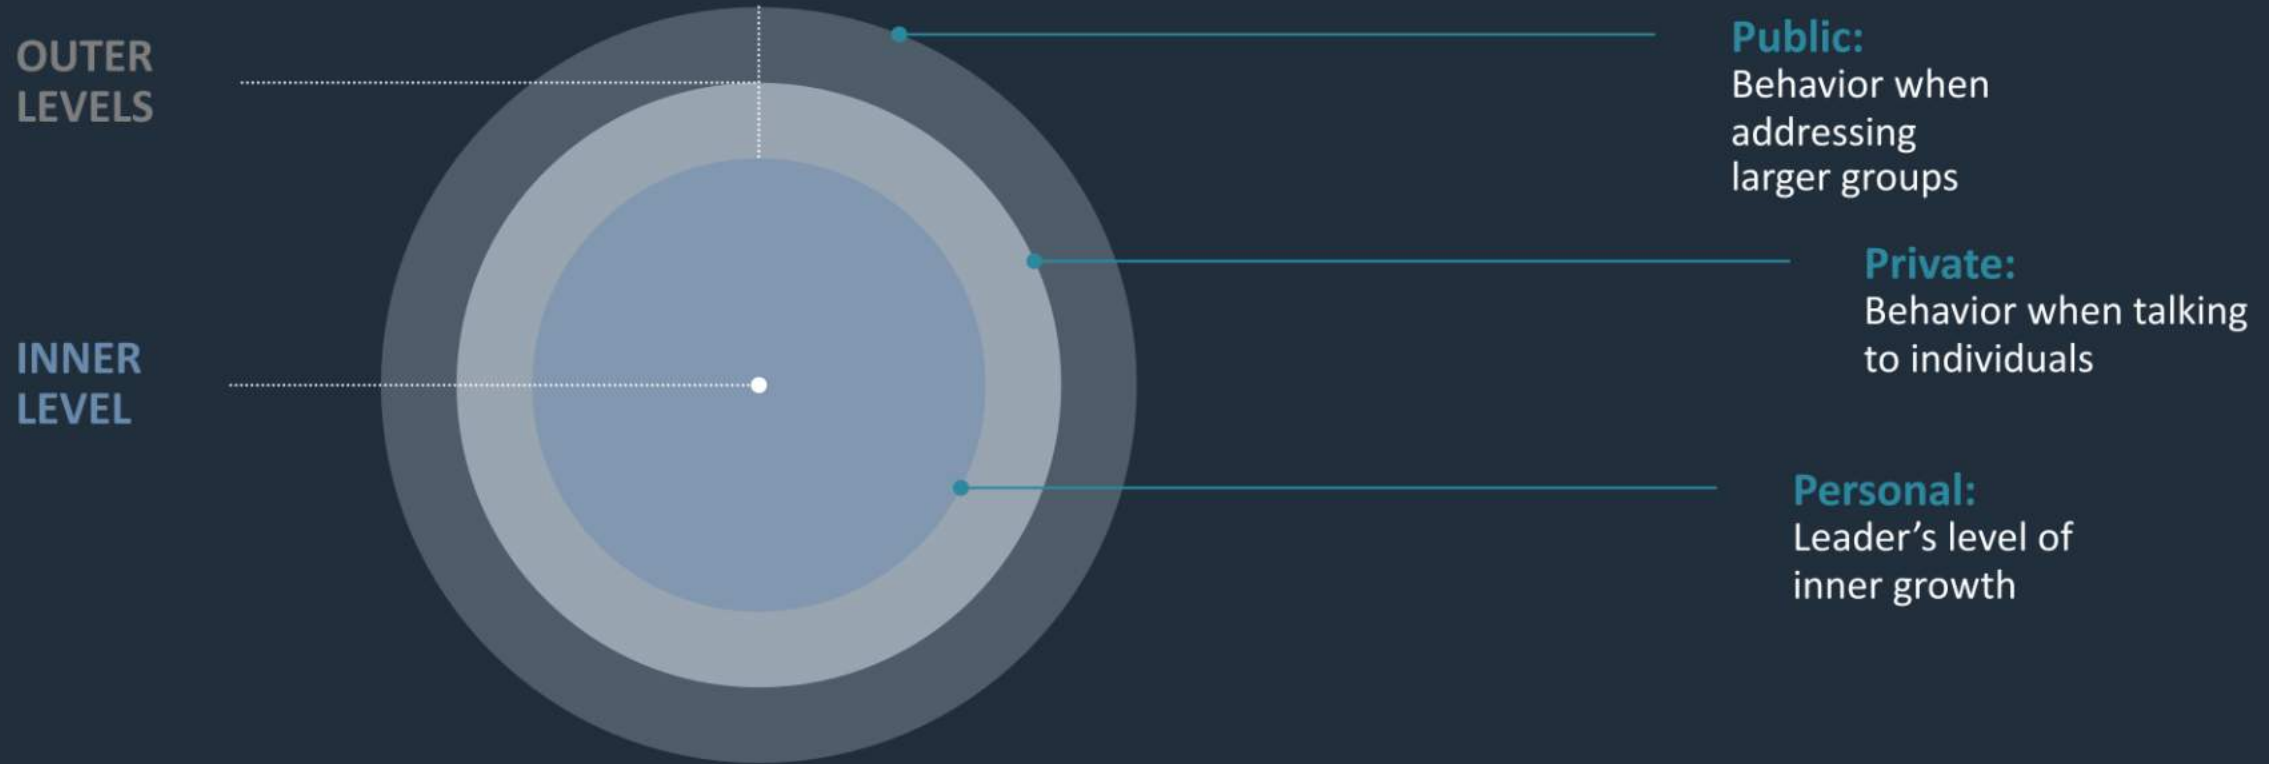 OUTER
LEVELS
INNER
LEVEL
Public:
Behavior when
addressing
larger groups
Private:
Behavior when talking
to individuals
Personal:
Leader’s level of
inner growth